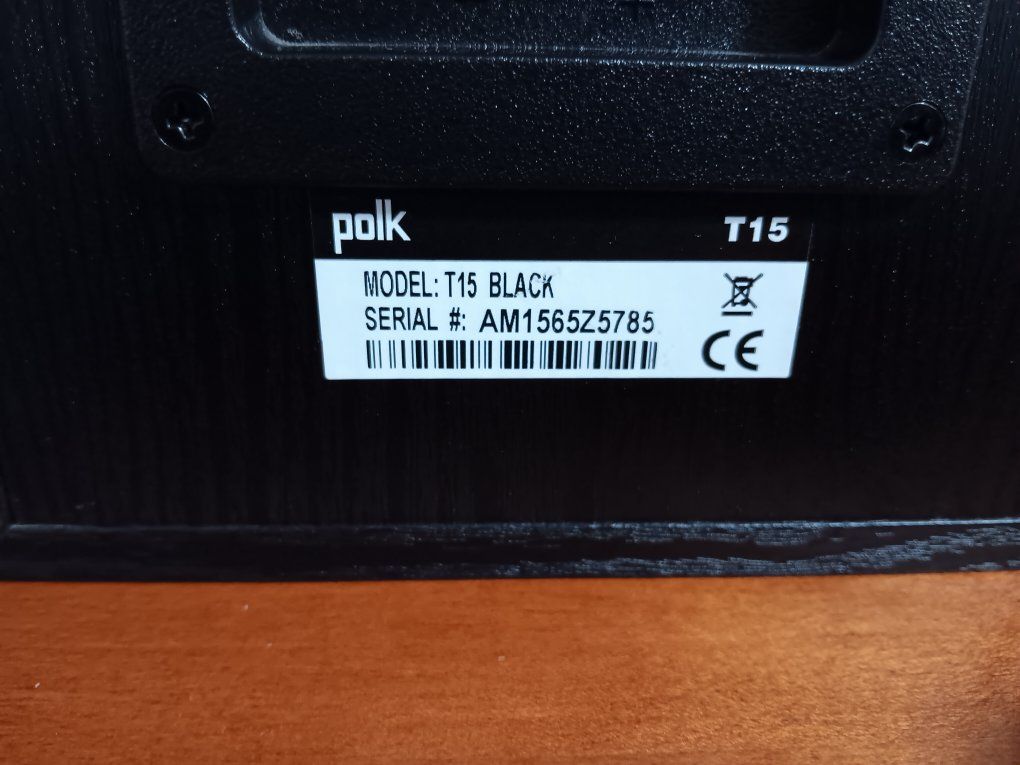 polk T15
MODEL: T15 BLACK
SERIAL #: AM1565Z5785
CE